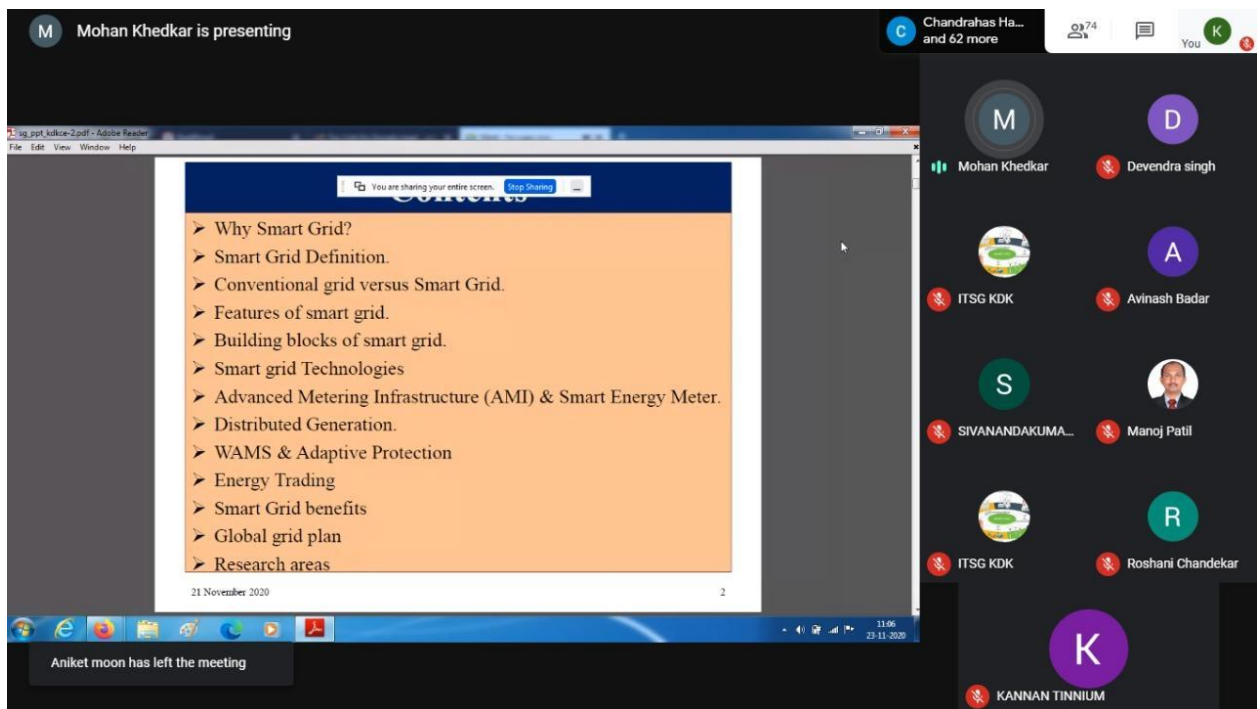 M Mohan Khedkar is presenting
C Chandrahas Ha...
and 62 more
74
You K
sg_ppt_kdkce-2.pdf - Adobe Reader
File Edit View Window Help
You are sharing your entire screen. Stop Sharing
Contents
➤ Why Smart Grid?
➤ Smart Grid Definition.
➤ Conventional grid versus Smart Grid.
➤ Features of smart grid.
➤ Building blocks of smart grid.
➤ Smart grid Technologies
➤ Advanced Metering Infrastructure (AMI) & Smart Energy Meter.
➤ Distributed Generation.
➤ WAMS & Adaptive Protection
➤ Energy Trading
➤ Smart Grid benefits
➤ Global grid plan
➤ Research areas
21 November 2020 2
11:06
23-11-2020
Aniket moon has left the meeting
M D
Mohan Khedkar Devendra singh
A
ITSG KDK Avinash Badar
S
SIVANANDAKUMA... Manoj Patil
R
ITSG KDK Roshani Chandekar
K
KANNAN TINNIUM